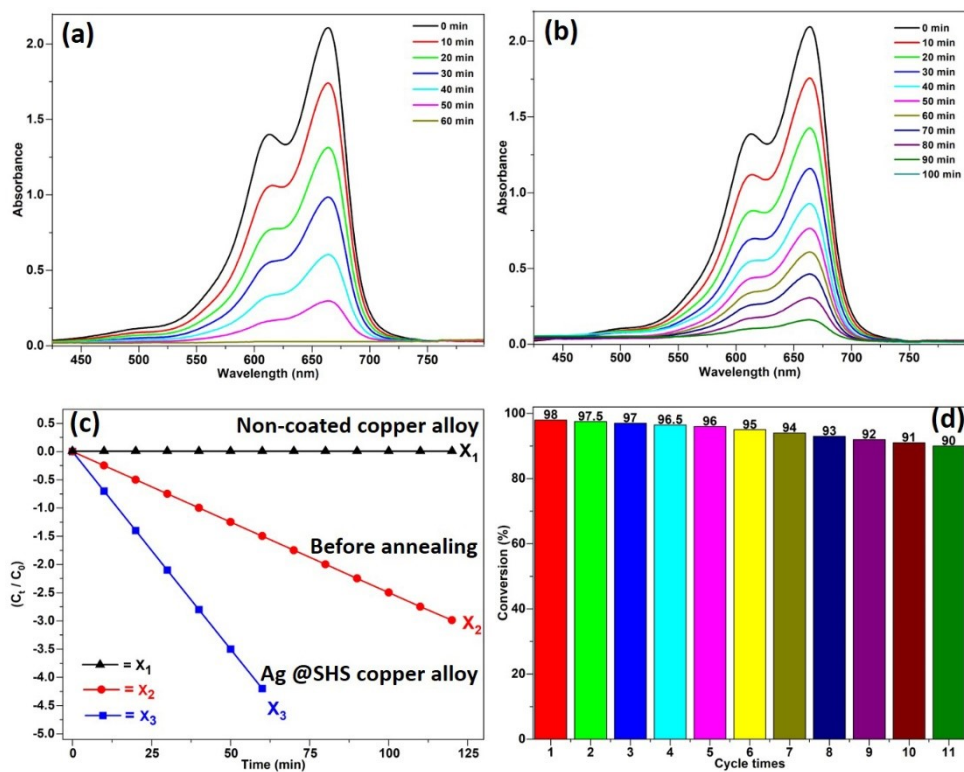 (a)
0 min
10 min
20 min
30 min
40 min
50 min
60 min
Absorbance
2.0
1.5
1.0
0.5
0.0
450 500 550 600 650 700 750
Wavelength (nm)
(b)
0 min
10 min
20 min
30 min
40 min
50 min
60 min
70 min
80 min
90 min
100 min
Absorbance
2.0
1.5
1.0
0.5
0.0
450 500 550 600 650 700 750
Wavelength (nm)
(c)
Non-coated copper alloy
X1
Before annealing
X2
Ag @SHS copper alloy
X3
= X1
= X2
= X3
(Ct / C0)
0.5
0.0
-0.5
-1.0
-1.5
-2.0
-2.5
-3.0
-3.5
-4.0
-4.5
-5.0
0 25 50 75 100 125
Time (min)
(d)
98 97.5 97 96.5 96 95 94 93 92 91 90
Conversion (%)
100
80
60
40
20
0
1 2 3 4 5 6 7 8 9 10 11
Cycle times